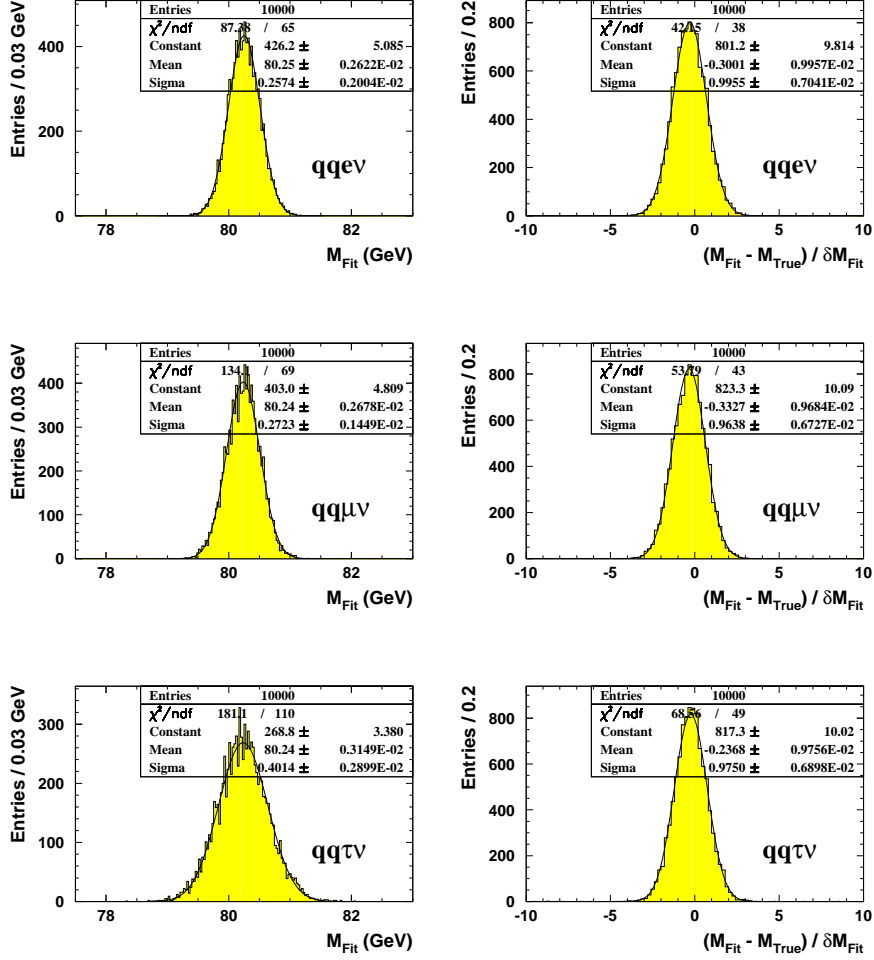 Entries 10000
χ²/ndf / 65
Constant 426.2 ± 5.085
Mean 80.25 ± 0.2622E-02
Sigma 0.2574 ± 0.2004E-02
Entries / 0.03 GeV
400
200
0
qqeν
78 80 82
M_Fit (GeV)
Entries 10000
χ²/ndf / 38
Constant 801.2 ± 9.814
Mean -0.3001 ± 0.9957E-02
Sigma 0.9955 ± 0.7041E-02
Entries / 0.2
800
600
400
200
0
qqeν
-10 -5 0 5 10
(M_Fit - M_True) / δM_Fit
Entries 10000
χ²/ndf / 69
Constant 403.0 ± 4.809
Mean 80.24 ± 0.2678E-02
Sigma 0.2723 ± 0.1449E-02
Entries / 0.03 GeV
400
300
200
100
0
qqμν
78 80 82
M_Fit (GeV)
Entries 10000
χ²/ndf / 43
Constant 823.3 ± 10.09
Mean -0.3327 ± 0.9684E-02
Sigma 0.9638 ± 0.6727E-02
Entries / 0.2
800
600
400
200
0
qqμν
-10 -5 0 5 10
(M_Fit - M_True) / δM_Fit
Entries 10000
χ²/ndf 181.1 / 110
Constant 268.8 ± 3.380
Mean 80.24 ± 0.3149E-02
Sigma 0.4014 ± 0.2899E-02
Entries / 0.03 GeV
300
200
100
0
qqτν
78 80 82
M_Fit (GeV)
Entries 10000
χ²/ndf / 49
Constant 817.3 ± 10.02
Mean -0.2368 ± 0.9756E-02
Sigma 0.9750 ± 0.6898E-02
Entries / 0.2
800
600
400
200
0
qqτν
-10 -5 0 5 10
(M_Fit - M_True) / δM_Fit